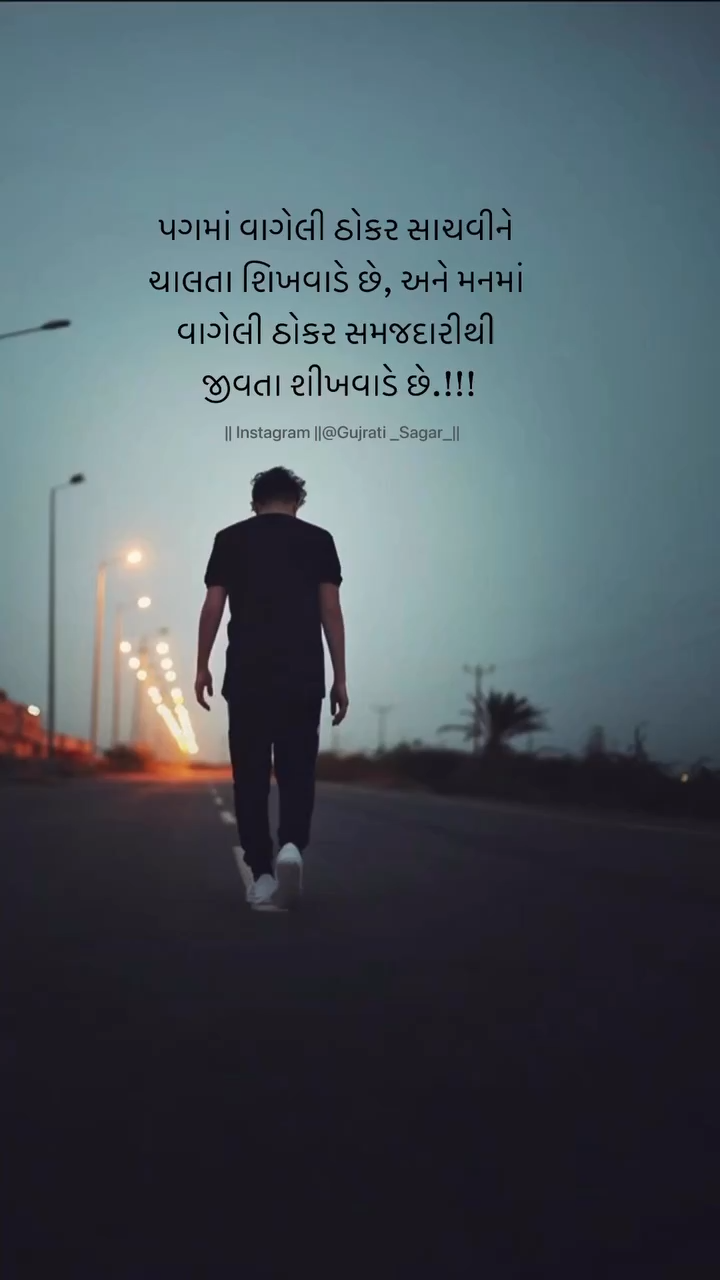 પગમાં વાગેલી ઠોકર સાચવીને
ચાલતા શિખવાડે છે, અને મનમાં
વાગેલી ઠોકર સમજદારીથી
જીવતા શીખવાડે છે.!!!
|| Instagram ||@Gujrati _Sagar_||